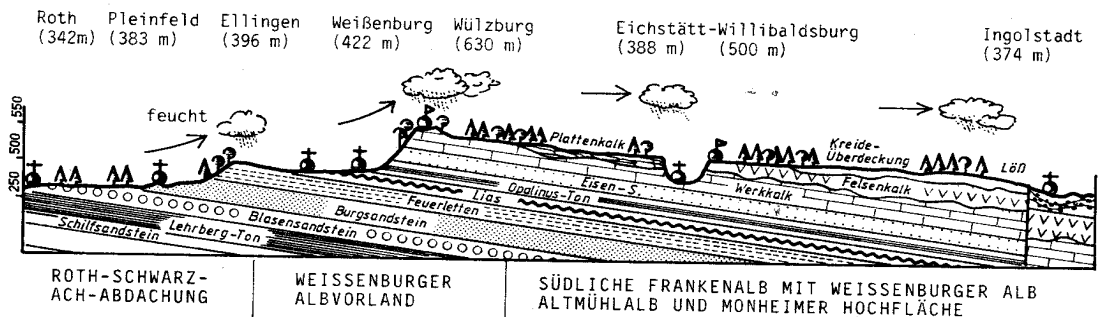 Roth Pleinfeld Ellingen Weißenburg Wülzburg Eichstätt-Willibaldsburg Ingolstadt
(342m) (383 m) (396 m) (422 m) (630 m) (388 m) (500 m) (374 m)
feucht
550
500
250
Plattenkalk
Kreide-
Überdeckung
Löß
Felsenkalk
Werkkalk
Eisen-S.
Opalinus-Ton
Lias
Feuerletten
Burgsandstein
Blasensandstein
Lehrberg-Ton
Schilfsandstein
ROTH-SCHWARZ-
ACH-ABDACHUNG
WEISSENBURGER
ALBVORLAND
SÜDLICHE FRANKENALB MIT WEISSENBURGER ALB
ALTMÜHLALB UND MONHEIMER HOCHFLÄCHE